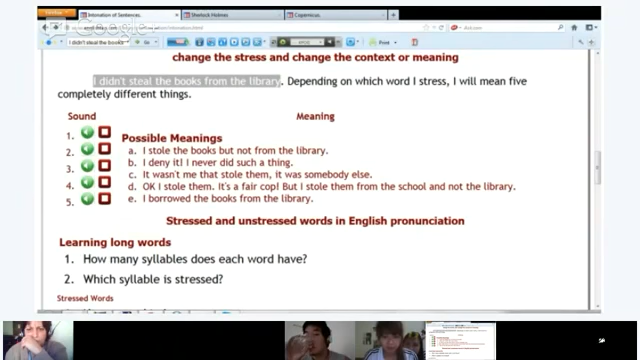 Intonation of Sentences.
Sherlock Holmes
Copernicus.
I didn't steal the books
Print
change the stress and change the context or meaning
I didn't steal the books from the library. Depending on which word I stress, I will mean five
completely different things.
Sound
Meaning
1.
2.
3.
4.
5.
Possible Meanings
a. I stole the books but not from the library.
b. I deny it! I never did such a thing.
c. It wasn't me that stole them, it was somebody else.
d. OK I stole them. It's a fair cop! But I stole them from the school and not the library.
e. I borrowed the books from the library.
Stressed and unstressed words in English pronunciation
Learning long words
1. How many syllables does each word have?
2. Which syllable is stressed?
Stressed Words